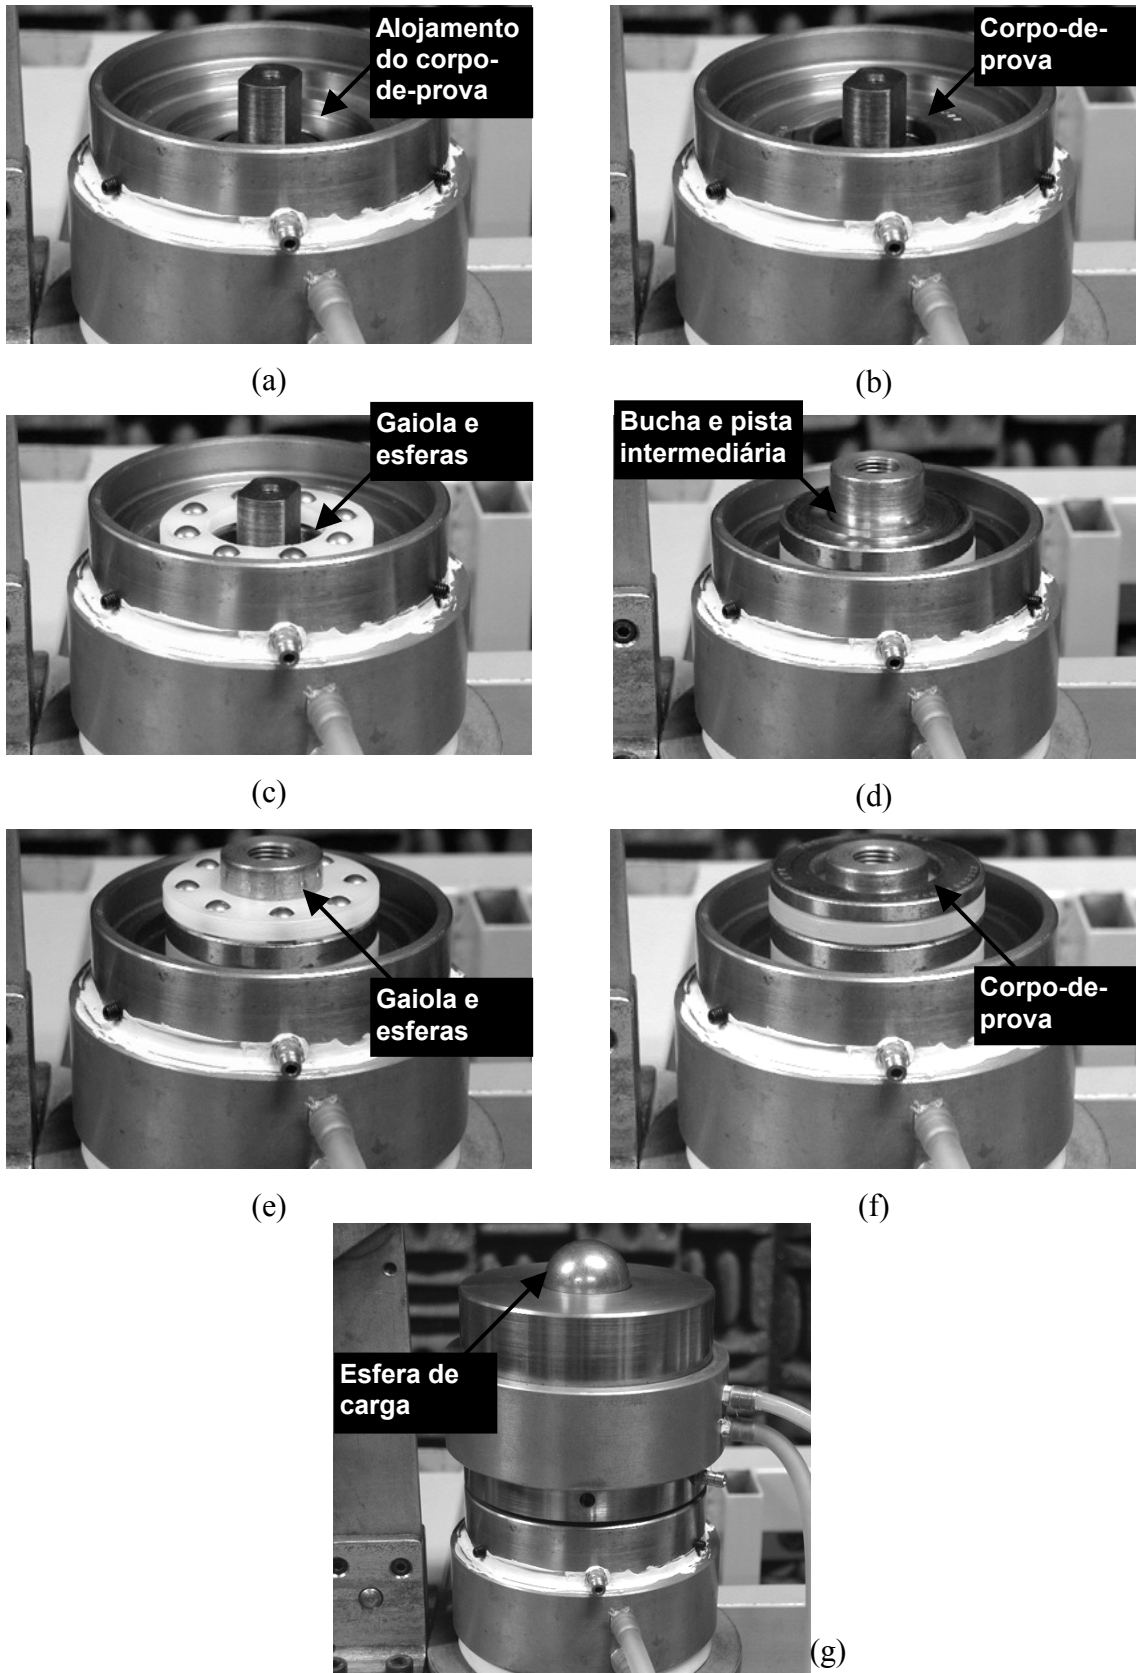 Alojamento
do corpo-
de-prova
(a)
Corpo-de-
prova
(b)
Gaiola e
esferas
(c)
Bucha e pista
intermediária
(d)
Gaiola e
esferas
(e)
Corpo-de-
prova
(f)
Esfera de
carga
(g)